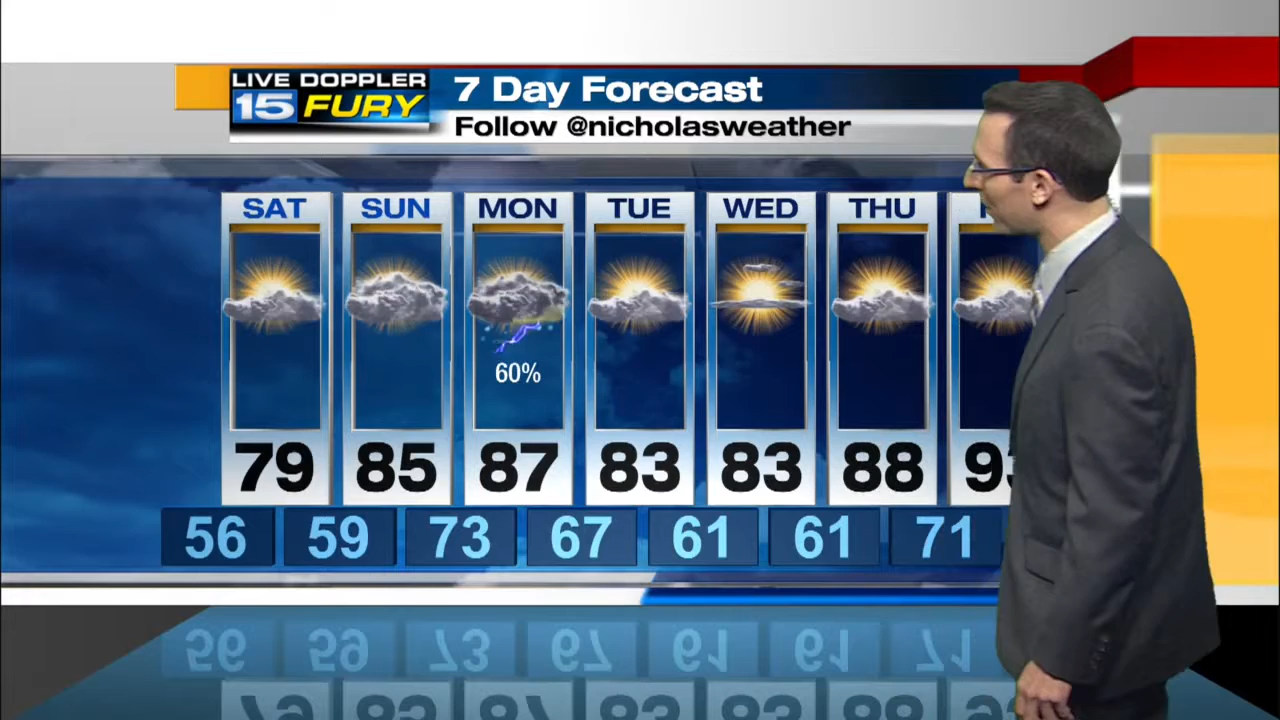 LIVE DOPPLER
15 FURY
7 Day Forecast
Follow @nicholasweather
SAT SUN MON TUE WED THU
60%
79 85 87 83 83 88 93
56 59 73 67 61 61 71